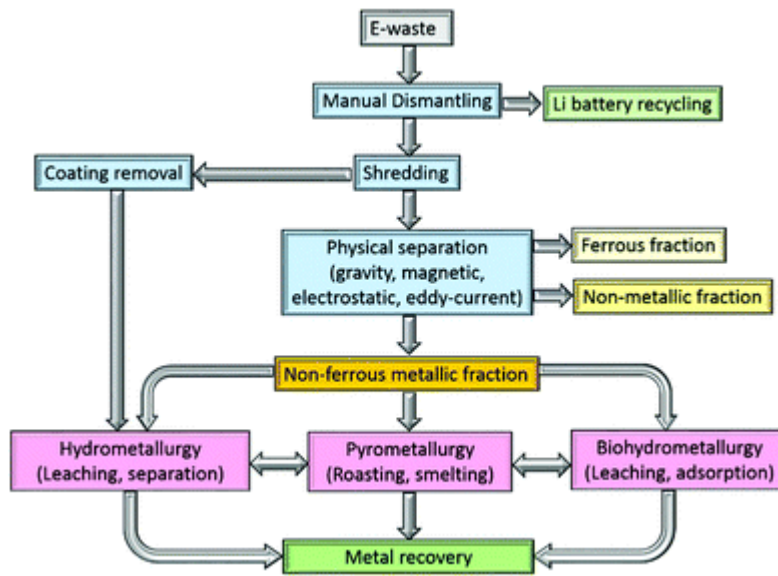 E-waste
Manual Dismantling
Li battery recycling
Coating removal
Shredding
Physical separation
(gravity, magnetic,
electrostatic, eddy-current)
Ferrous fraction
Non-metallic fraction
Non-ferrous metallic fraction
Hydrometallurgy
(Leaching, separation)
Pyrometallurgy
(Roasting, smelting)
Biohydrometallurgy
(Leaching, adsorption)
Metal recovery